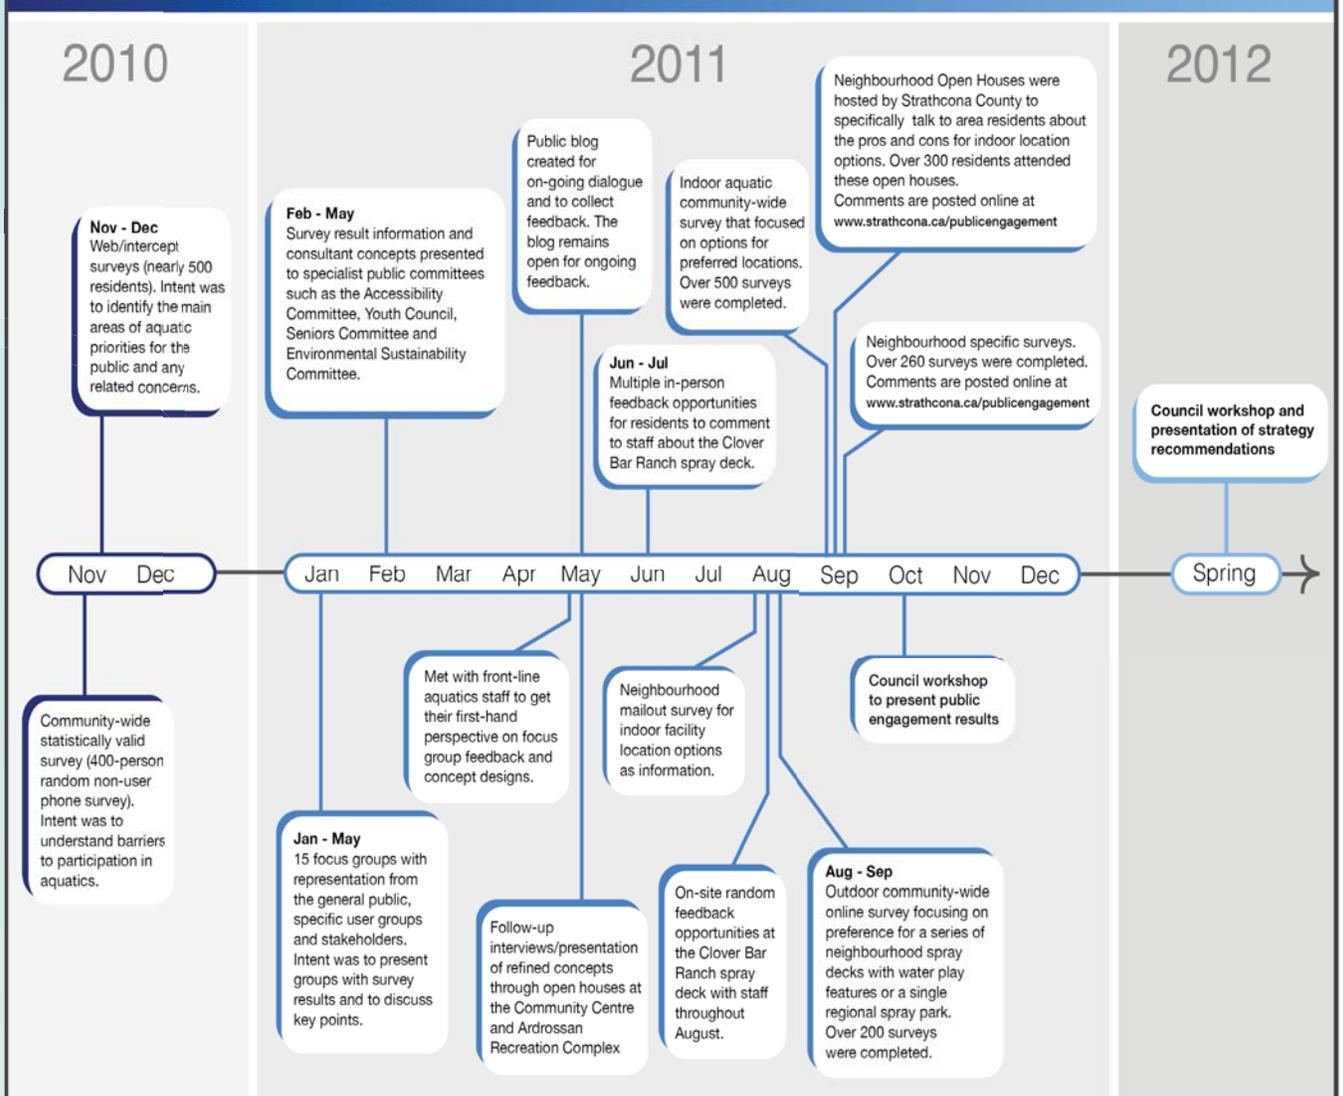 2010
2011
2012
Nov - Dec
Web/intercept
surveys (nearly 500
residents). Intent was
to identify the main
areas of aquatic
priorities for the
public and any
related concerns.
Feb - May
Survey result information and
consultant concepts presented
to specialist public committees
such as the Accessibility
Committee, Youth Council,
Seniors Committee and
Environmental Sustainability
Committee.
Public blog
created for
on-going dialogue
and to collect
feedback. The
blog remains
open for ongoing
feedback.
Jun - Jul
Multiple in-person
feedback opportunities
for residents to comment
to staff about the Clover
Bar Ranch spray deck.
Indoor aquatic
community-wide
survey that focused
on options for
preferred locations.
Over 500 surveys
were completed.
Neighbourhood Open Houses were
hosted by Strathcona County to
specifically talk to area residents about
the pros and cons for indoor location
options. Over 300 residents attended
these open houses.
Comments are posted online at
www.strathcona.ca/publicengagement
Neighbourhood specific surveys.
Over 260 surveys were completed.
Comments are posted online at
www.strathcona.ca/publicengagement
Council workshop and
presentation of strategy
recommendations
Nov Dec Jan Feb Mar Apr May Jun Jul Aug Sep Oct Nov Dec Spring
Community-wide
statistically valid
survey (400-person
random non-user
phone survy).
Intent was to
understand barriers
to participation in
aquatics.
Jan - May
15 focus groups with
representation from
the general public,
specific user groups
and stakeholders.
Intent was to present
groups with survey
results and to discuss
key points.
Met with front-line
aquatics staff to get
their first-hand
perspective on focus
group feedback and
concept designs.
Follow-up
interviews/presentation
of refined concepts
through open houses at
the Community Centre
and Ardrossan
Recreation Complex
Neighbourhood
mailout survey for
indoor facility
location options
as information.
On-site random
feedback
opportunities at
the Clover Bar
Ranch spray
deck with staff
throughout
August.
Aug - Sep
Outdoor community-wide
online survey focusing on
preference for a series of
neighbourhood spray
decks with water play
features or a single
regional spray park.
Over 200 surveys
were completed.
Council workshop
to present public
engagement results